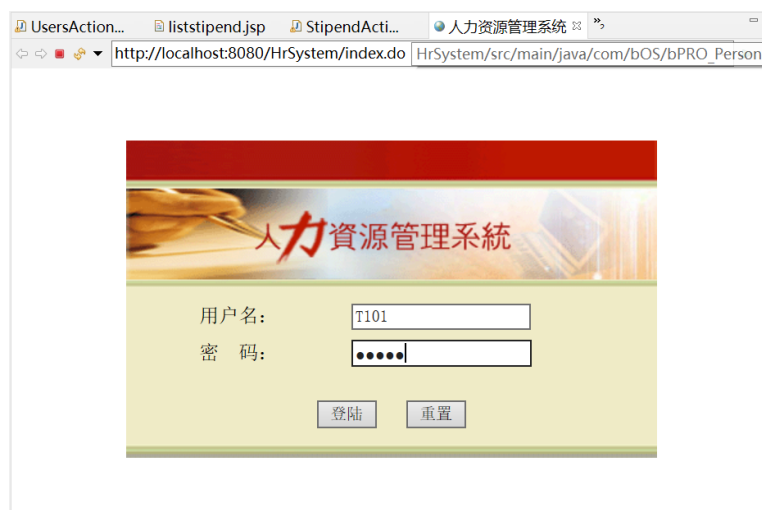 UsersAction... liststipend.jsp StipendActi... 人力资源管理系统
http://localhost:8080/HrSystem/index.do HrSystem/src/main/java/com/bOS/bPRO_Person
人力資源管理系統
用户名: T101
密 码: •••••
登陆 重置